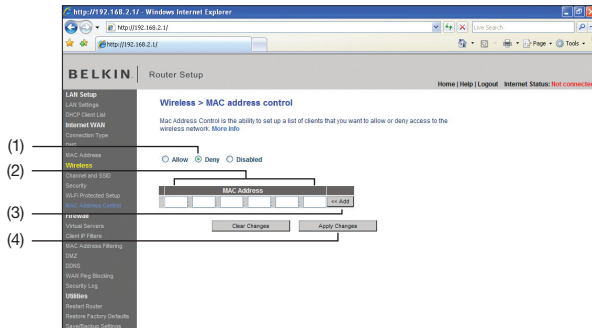 http://192.168.2.1/ - Windows Internet Explorer
http://192.168.2.1/
Live Search
http://192.168.2.1/
Page
Tools
BELKIN
Router Setup
Home | Help | Logout Internet Status: Not connected
LAN Setup
LAN Settings
DHCP Client List
Internet WAN
Connection Type
DNS
MAC Address
Wireless
Channel and SSID
Security
Wi-Fi Protected Setup
MAC Address Control
Firewall
Virtual Servers
Client IP Filters
MAC Address Filtering
DMZ
DDNS
WAN Ping Blocking
Security Log
Utilities
Restart Router
Restore Factory Defaults
Save/Backup Settings
Wireless > MAC address control
MAC Address Control is the ability to set up a list of clients that you want to allow or deny access to the
wireless network. More Info
(1)
Allow Deny Disabled
(2)
MAC Address
: : : : :
(3)
<< Add
Clear Changes
Apply Changes
(4)